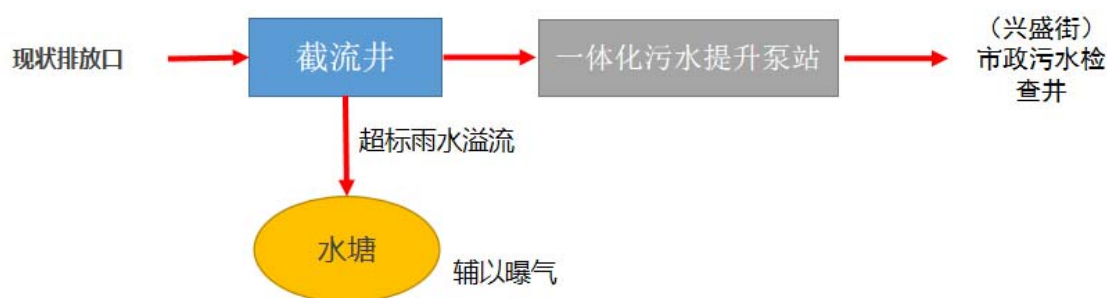 现状排放口
截流井
一体化污水提升泵站
（兴盛街）
市政污水检
查井
超标雨水溢流
水塘
辅以曝气